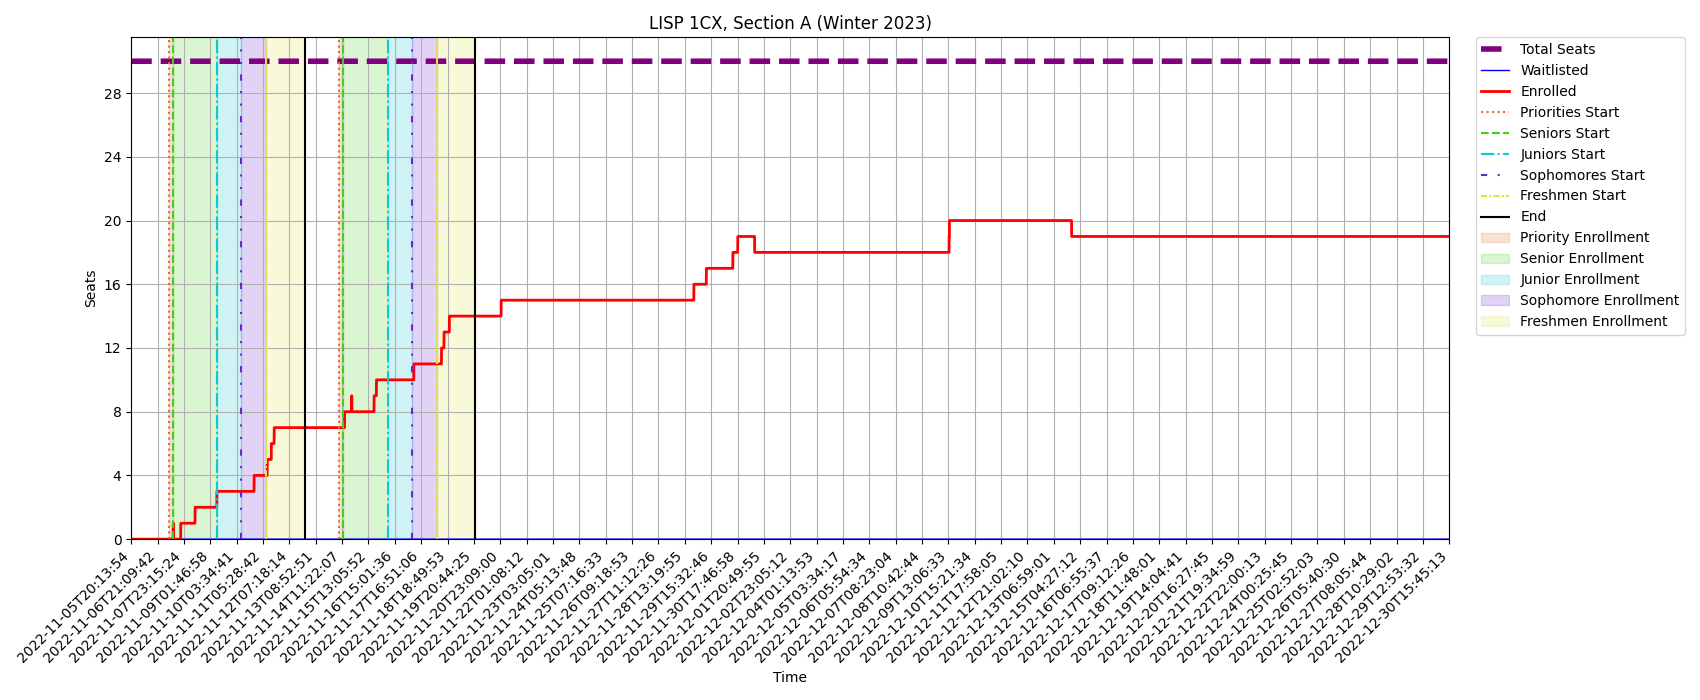 LISP 1CX, Section A (Winter 2023)
Total Seats
Waitlisted
Enrolled
Priorities Start
Seniors Start
Juniors Start
Sophomores Start
Freshmen Start
End
Priority Enrollment
Senior Enrollment
Junior Enrollment
Sophomore Enrollment
Freshmen Enrollment
Seats
28
24
20
16
12
8
4
0
2022-11-05T20:13:54
2022-11-06T21:09:42
2022-11-07T23:15:24
2022-11-09T01:46:58
2022-11-10T03:34:41
2022-11-11T05:28:42
2022-11-12T07:18:14
2022-11-13T08:52:51
2022-11-14T11:22:07
2022-11-15T13:05:52
2022-11-16T15:01:36
2022-11-17T16:51:06
2022-11-18T18:49:53
2022-11-19T20:44:25
2022-11-20T23:09:00
2022-11-22T01:08:12
2022-11-23T03:05:01
2022-11-24T05:13:48
2022-11-25T07:16:33
2022-11-26T09:18:53
2022-11-27T11:12:26
2022-11-28T13:19:55
2022-11-29T15:32:46
2022-11-30T17:46:58
2022-12-01T20:49:55
2022-12-02T23:05:12
2022-12-04T01:13:53
2022-12-05T03:34:17
2022-12-06T05:54:34
2022-12-07T08:23:04
2022-12-08T10:42:44
2022-12-09T13:06:33
2022-12-10T15:21:34
2022-12-11T17:58:05
2022-12-12T21:02:10
2022-12-13T06:59:01
2022-12-15T04:27:12
2022-12-16T06:55:37
2022-12-17T09:12:26
2022-12-18T11:48:01
2022-12-19T14:04:41
2022-12-20T16:27:45
2022-12-21T19:34:59
2022-12-22T22:00:13
2022-12-24T00:25:45
2022-12-25T02:52:03
2022-12-26T05:40:30
2022-12-27T08:05:44
2022-12-28T10:29:02
2022-12-29T12:53:32
2022-12-30T15:45:13
Time